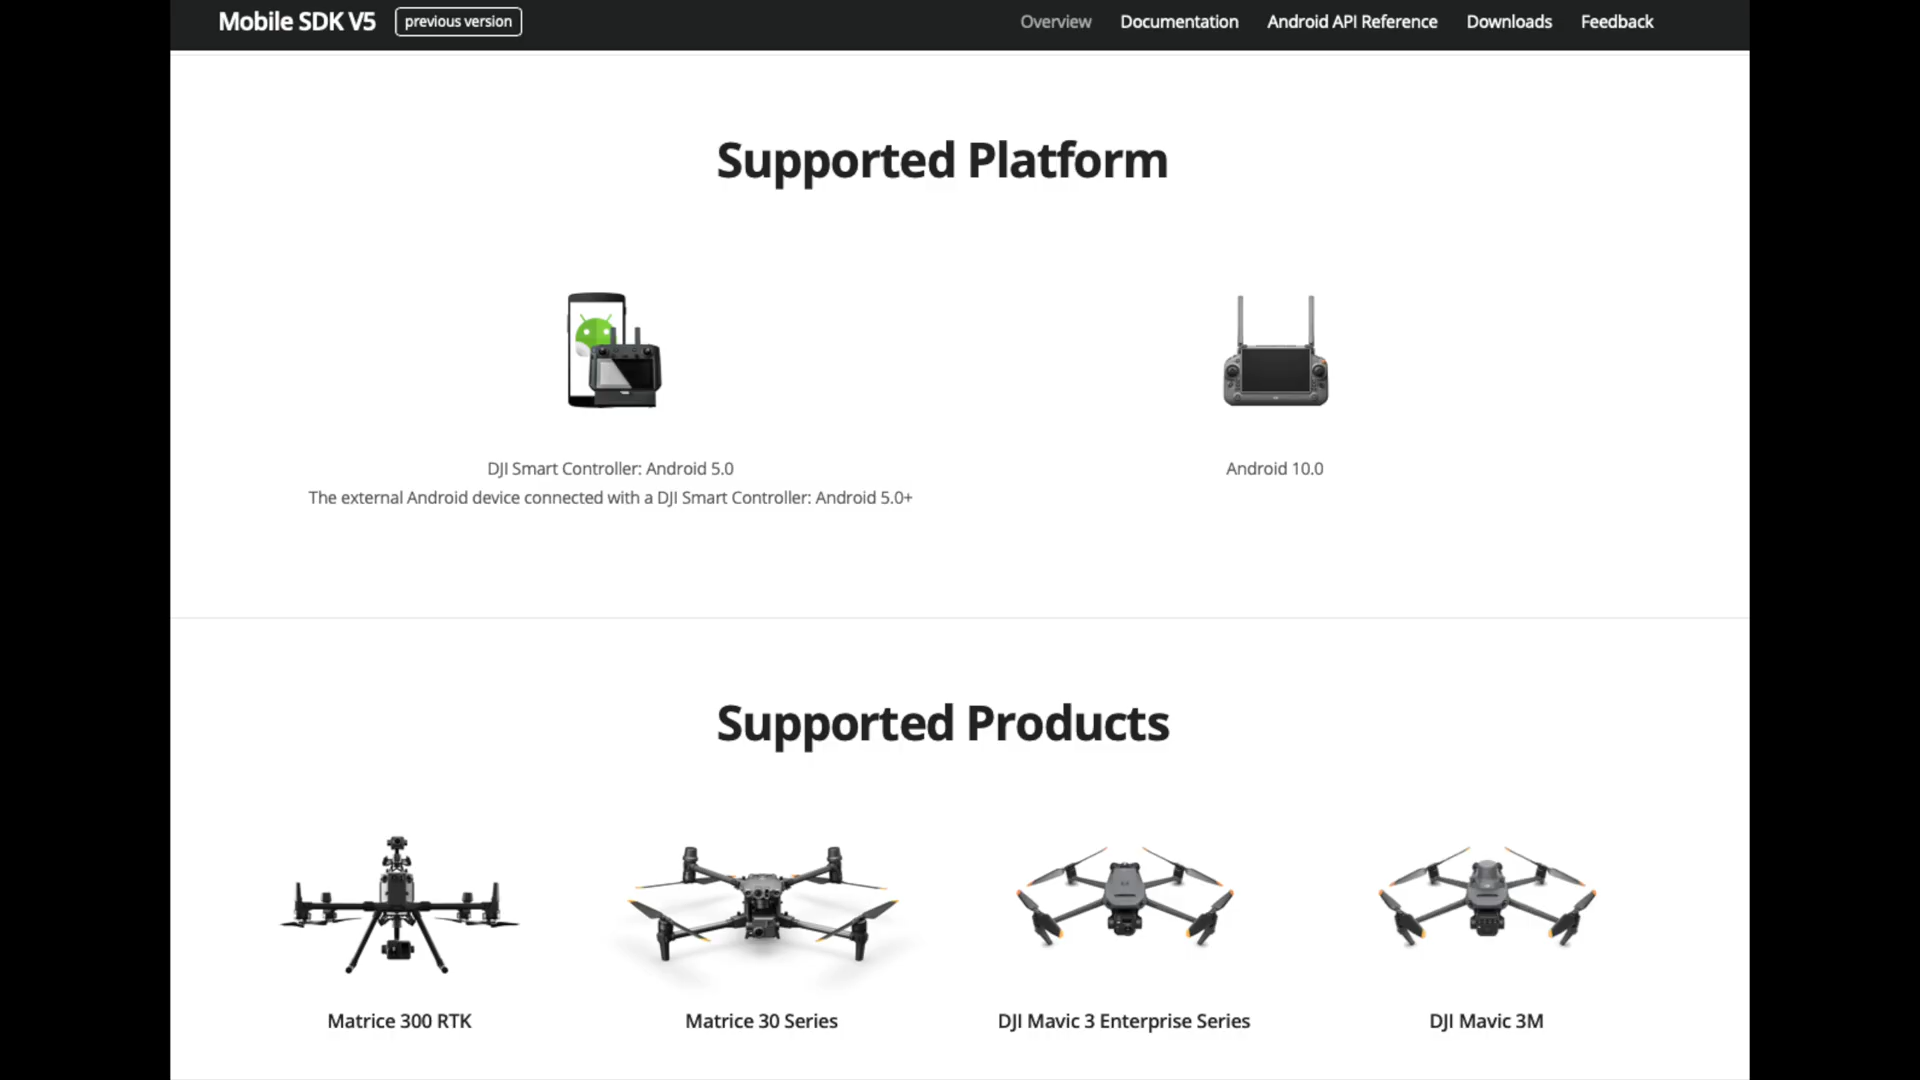 Mobile SDK V5 previous version Overview Documentation Android API Reference Downloads Feedback
Supported Platform
DJI Smart Controller: Android 5.0
The external Android device connected with a DJI Smart Controller: Android 5.0+
Android 10.0
Supported Products
Matrice 300 RTK
Matrice 30 Series
DJI Mavic 3 Enterprise Series
DJI Mavic 3M